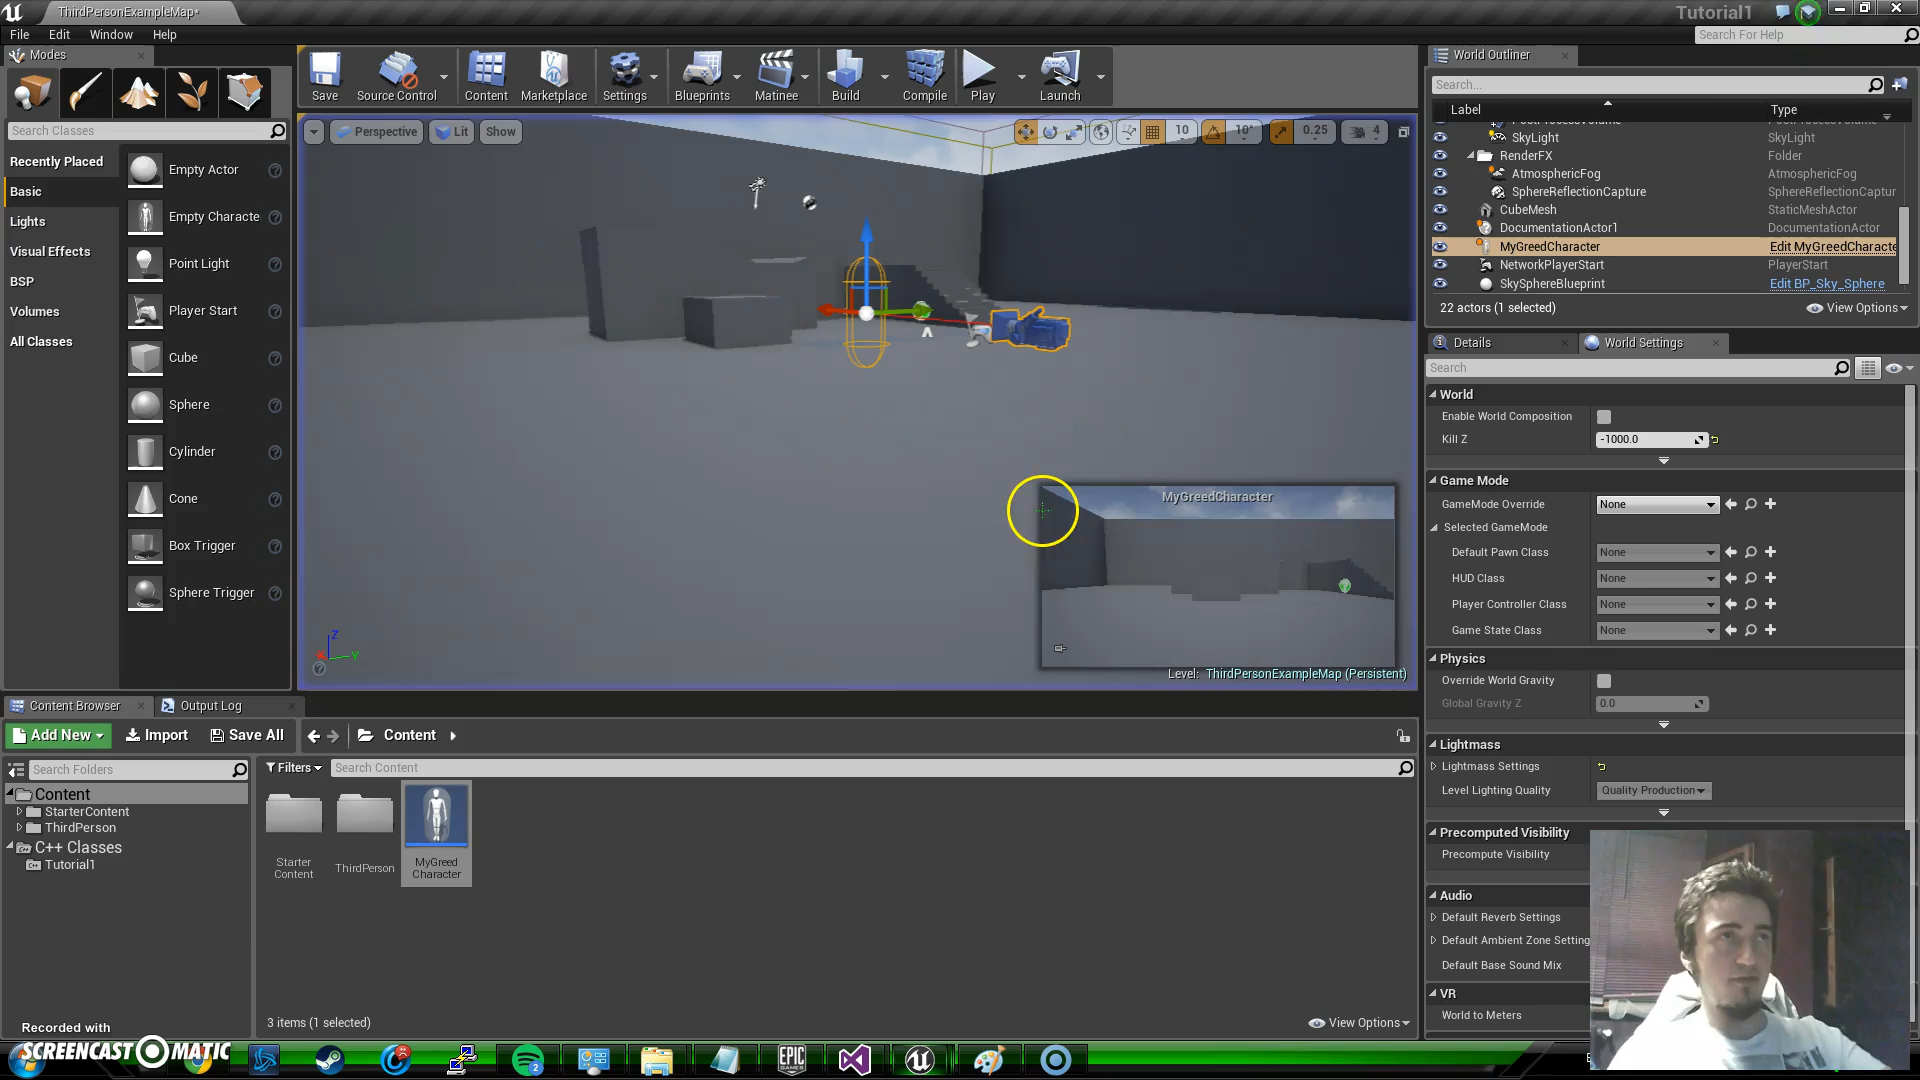 ThirdPersonExampleMap*
Tutorial1
File Edit Window Help
Search For Help
Modes
Search Classes
Recently Placed
Basic
Lights
Visual Effects
BSP
Volumes
All Classes
Empty Actor
Empty Characte
Point Light
Player Start
Cube
Sphere
Cylinder
Cone
Box Trigger
Sphere Trigger
Save
Source Control
Content
Marketplace
Settings
Blueprints
Matinee
Build
Compile
Play
Launch
Perspective
Lit
Show
10
10°
0.25
4
MyGreedCharacter
Z
X
Y
Level: ThirdPersonExampleMap (Persistent)
World Outliner
Search...
Label Type
SkyLight SkyLight
RenderFX Folder
AtmosphericFog AtmosphericFog
SphereReflectionCapture SphereReflectionCaptur
CubeMesh StaticMeshActor
DocumentationActor1 DocumentationActor
MyGreedCharacter Edit MyGreedCharacte
NetworkPlayerStart PlayerStart
SkySphereBlueprint Edit BP_Sky_Sphere
22 actors (1 selected)
View Options
Details
World Settings
Search
World
Enable World Composition
Kill Z -1000.0
Game Mode
GameMode Override None
Selected GameMode
Default Pawn Class None
HUD Class None
Player Controller Class None
Game State Class None
Physics
Override World Gravity
Global Gravity Z 0.0
Lightmass
Lightmass Settings
Level Lighting Quality Quality Production
Precomputed Visibility
Precompute Visibility
Audio
Default Reverb Settings
Default Ambient Zone Setting
Default Base Sound Mix
VR
World to Meters
Content Browser
Output Log
Add New
Import
Save All
Content
Search Folders
Content
StarterContent
ThirdPerson
C++ Classes
Tutorial1
Filters
Search Content
Starter
Content
ThirdPerson
MyGreed
Character
3 items (1 selected)
View Options
Recorded with
SCREENCAST MATIC
2
EPIC
GAMES